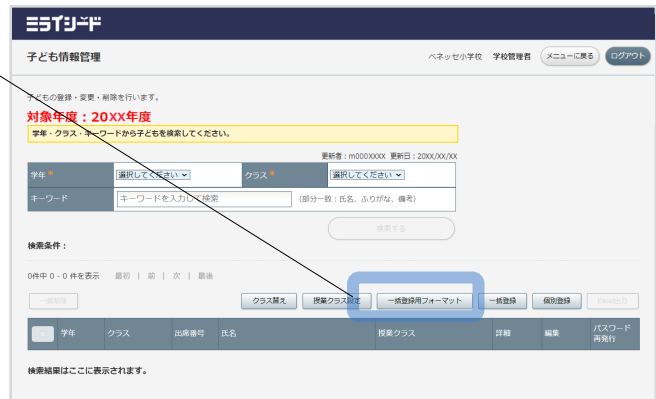 ミライシード
子ども情報管理 ベネッセ小学校 学校管理者 メニューに戻る ログアウト
子どもの登録・変更・削除を行います。
対象年度：20XX年度
学年・クラス・キーワードから子どもを検索してください。
更新者：m000XXXX 更新日：20XX/XX/XX
学年* 選択してください クラス* 選択してください
キーワード キーワードを入力して検索 (部分一致：氏名、ふりがな、備考)
検索する
検索条件：
0件中 0 - 0 件を表示 最初 | 前 | 次 | 最後
一括削除 クラス替え 授業クラス設定 一括登録用フォーマット 一括登録 個別登録 Excel出力
学年 クラス 出席番号 氏名 授業クラス 詳細 編集 パスワード
再発行
検索結果はここに表示されます。